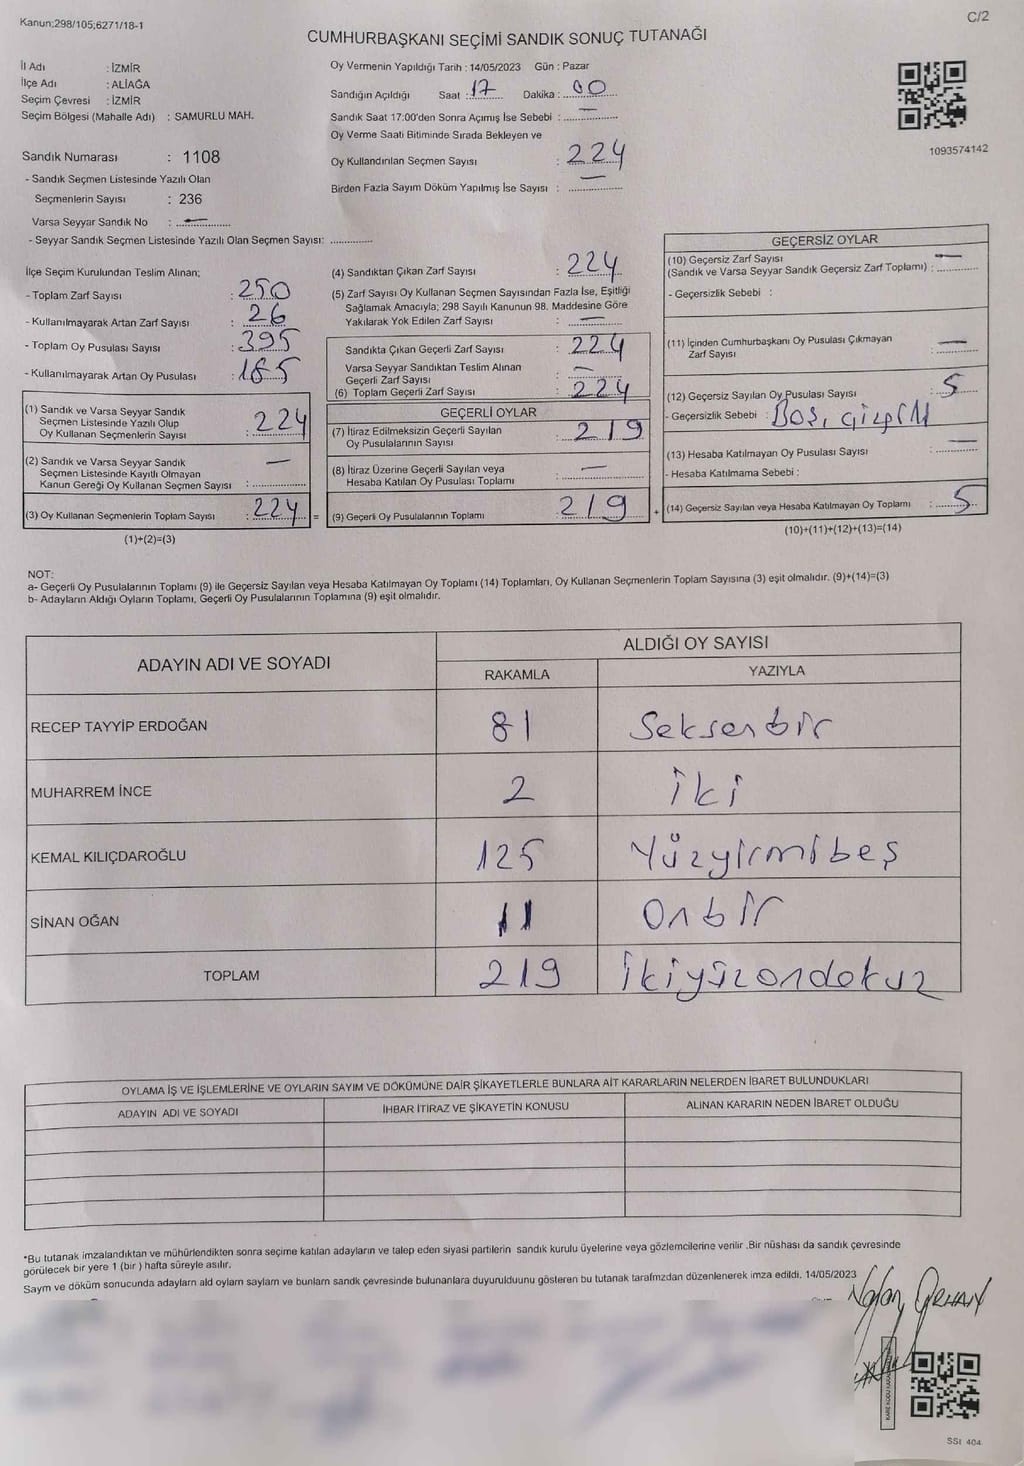 Kanun;298/105;6271/18-1
C/2
CUMHURBAŞKANI SEÇİMİ SANDIK SONUÇ TUTANAĞI
İl Adı : İZMİR
İlçe Adı : ALİAĞA
Seçim Çevresi : İZMİR
Seçim Bölgesi (Mahalle Adı) : SAMURLU MAH.
Sandık Numarası : 1108
- Sandık Seçmen Listesinde Yazılı Olan
Seçmenlerin Sayısı : 236
Varsa Seyyar Sandık No : —
- Seyyar Sandık Seçmen Listesinde Yazılı Olan Seçmen Sayısı: ............
Oy Vermenin Yapıldığı Tarih : 14/05/2023 Gün : Pazar
Sandığın Açıldığı Saat : 17 Dakika : 00
Sandık Saat 17:00'den Sonra Açımış İse Sebebi : —
Oy Verme Saati Bitiminde Sırada Bekleyen ve
Oy Kullandırılan Seçmen Sayısı : 224
Birden Fazla Sayım Döküm Yapılmış İse Sayısı : —
1093574142
İlçe Seçim Kurulundan Teslim Alınan;
- Toplam Zarf Sayısı : 250
- Kullanılmayarak Artan Zarf Sayısı : 26
- Toplam Oy Pusulası Sayısı : 395
- Kullanılmayarak Artan Oy Pusulası : 185
(1) Sandık ve Varsa Seyyar Sandık
Seçmen Listesinde Yazılı Olup
Oy Kullanan Seçmenlerin Sayısı : 224
(2) Sandık ve Varsa Seyyar Sandık
Seçmen Listesinde Kayıtlı Olmayan
Kanun Gereği Oy Kullanan Seçmen Sayısı : —
(3) Oy Kullanan Seçmenlerin Toplam Sayısı : 224 =
(1)+(2)=(3)
(4) Sandıktan Çıkan Zarf Sayısı : 224
(5) Zarf Sayısı Oy Kullanan Seçmen Sayısından Fazla İse, Eşitliği
Sağlamak Amacıyla; 298 Sayılı Kanunun 98. Maddesine Göre
Yakılarak Yok Edilen Zarf Sayısı : —
Sandıkta Çıkan Geçerli Zarf Sayısı : 224
Varsa Seyyar Sandıktan Teslim Alınan
Geçerli Zarf Sayısı : —
(6) Toplam Geçerli Zarf Sayısı : 224
GEÇERLİ OYLAR
(7) İtiraz Edilmeksizin Geçerli Sayılan
Oy Pusulalarının Sayısı : 219
(8) İtiraz Üzerine Geçerli Sayılan veya
Hesaba Katılan Oy Pusulası Toplamı : —
(9) Geçerli Oy Pusulalarının Toplamı : 219 +
GEÇERSİZ OYLAR
(10) Geçersiz Zarf Sayısı
(Sandık ve Varsa Seyyar Sandık Geçersiz Zarf Toplamı) : —
- Geçersizlik Sebebi :
(11) İçinden Cumhurbaşkanı Oy Pusulası Çıkmayan
Zarf Sayısı : —
(12) Geçersiz Sayılan Oy Pusulası Sayısı : 5
- Geçersizlik Sebebi : BOŞ,
(13) Hesaba Katılmayan Oy Pusulası Sayısı : —
- Hesaba Katılmama Sebebi :
(14) Geçersiz Sayılan veya Hesaba Katılmayan Oy Toplamı : 5
(10)+(11)+(12)+(13)=(14)
NOT:
a- Geçerli Oy Pusulalarının Toplamı (9) ile Geçersiz Sayılan veya Hesaba Katılmayan Oy Toplamı (14) Toplamları, Oy Kullanan Seçmenlerin Toplam Sayısına (3) eşit olmalıdır. (9)+(14)=(3)
b- Adayların Aldığı Oyların Toplamı, Geçerli Oy Pusulalarının Toplamına (9) eşit olmalıdır.
ADAYIN ADI VE SOYADI
ALDIĞI OY SAYISI
RAKAMLA YAZIYLA
RECEP TAYYİP ERDOĞAN 81 Seksenbir
MUHARREM İNCE 2 İki
KEMAL KILIÇDAROĞLU 125 Yüzyirmibeş
SİNAN OĞAN 11 Onbir
TOPLAM 219 İkiyüzondokuz
OYLAMA İŞ VE İŞLEMLERİNE VE OYLARIN SAYIM VE DÖKÜMÜNE DAİR ŞİKAYETLERLE BUNLARA AİT KARARLARIN NELERDEN İBARET BULUNDUKLARI
ADAYIN ADI VE SOYADI İHBAR İTİRAZ VE ŞİKAYETİN KONUSU ALINAN KARARIN NEDEN İBARET OLDUĞU
*Bu tutanak imzalandıktan ve mühürlendikten sonra seçime katılan adayların ve talep eden siyasi partilerin sandık kurulu üyelerine veya gözlemcilerine verilir .Bir nüshası da sandık çevresinde
görülecek bir yere 1 (bir ) hafta süreyle asılır.
Sayım ve döküm sonucunda adayların ald oyların sayların ve bunların sandk çevresinde bulunanlara duyurulduunu gösteren bu tutanak tarafmzdan düzenlenerek imza edildi. 14/05/2023
ORHAN
SSt 404